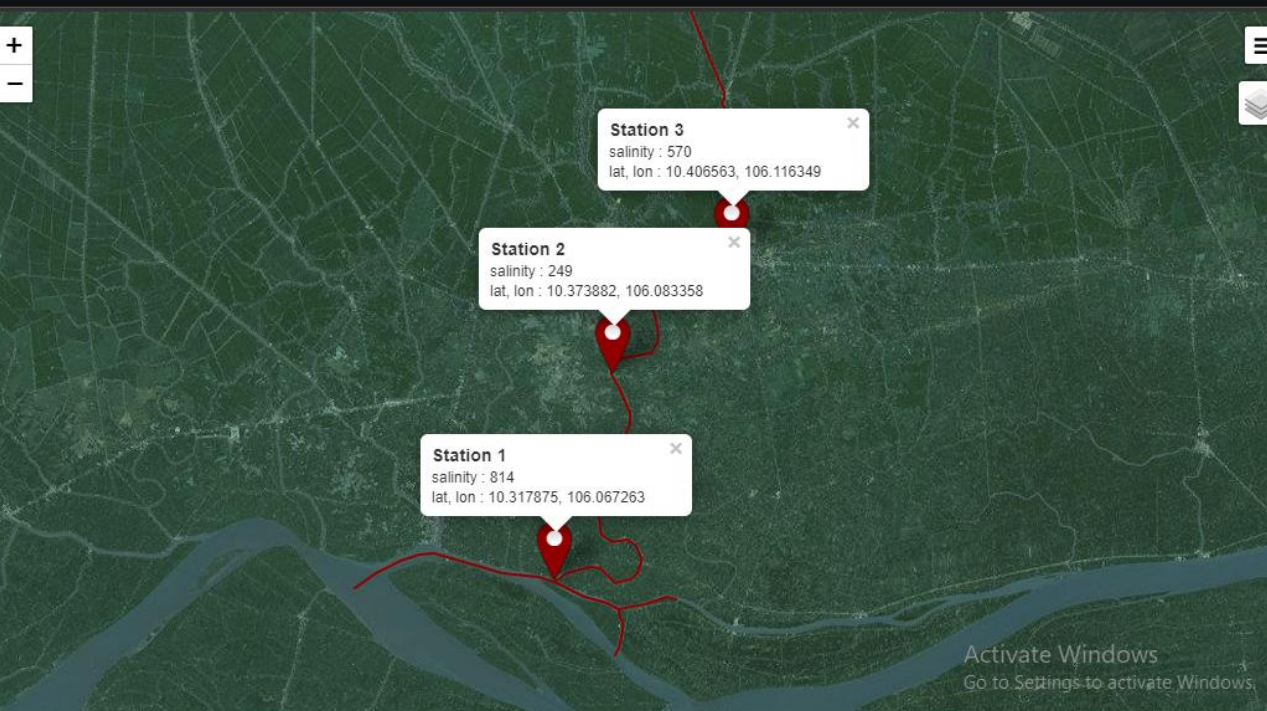 +
−
Station 3
salinity : 570
lat, lon : 10.406563, 106.116349
×
Station 2
salinity : 249
lat, lon : 10.373882, 106.083358
×
Station 1
salinity : 814
lat, lon : 10.317875, 106.067263
×
Activate Windows
Go to Settings to activate Windows.